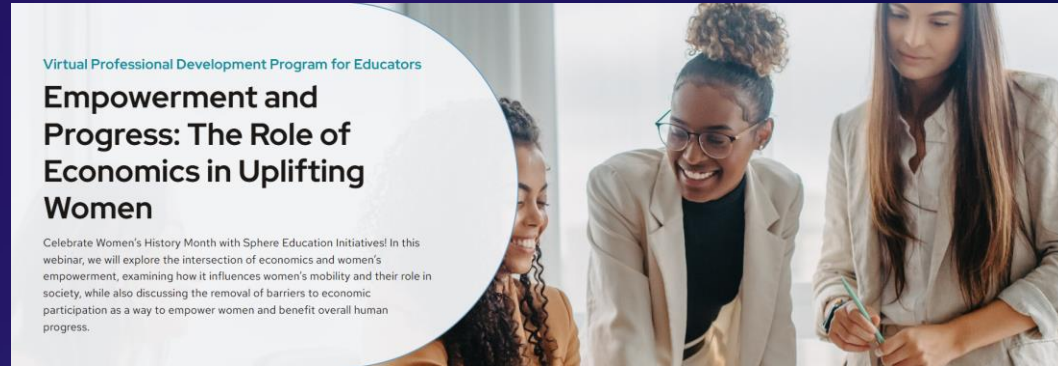 Virtual Professional Development Program for Educators
Empowerment and
Progress: The Role of
Economics in Uplifting
Women
Celebrate Women's History Month with Sphere Education Initiatives! In this
webinar, we will explore the intersection of economics and women's
empowerment, examining how it influences women's mobility and their role in
society, while also discussing the removal of barriers to economic
participation as a way to empower women and benefit overall human
progress.